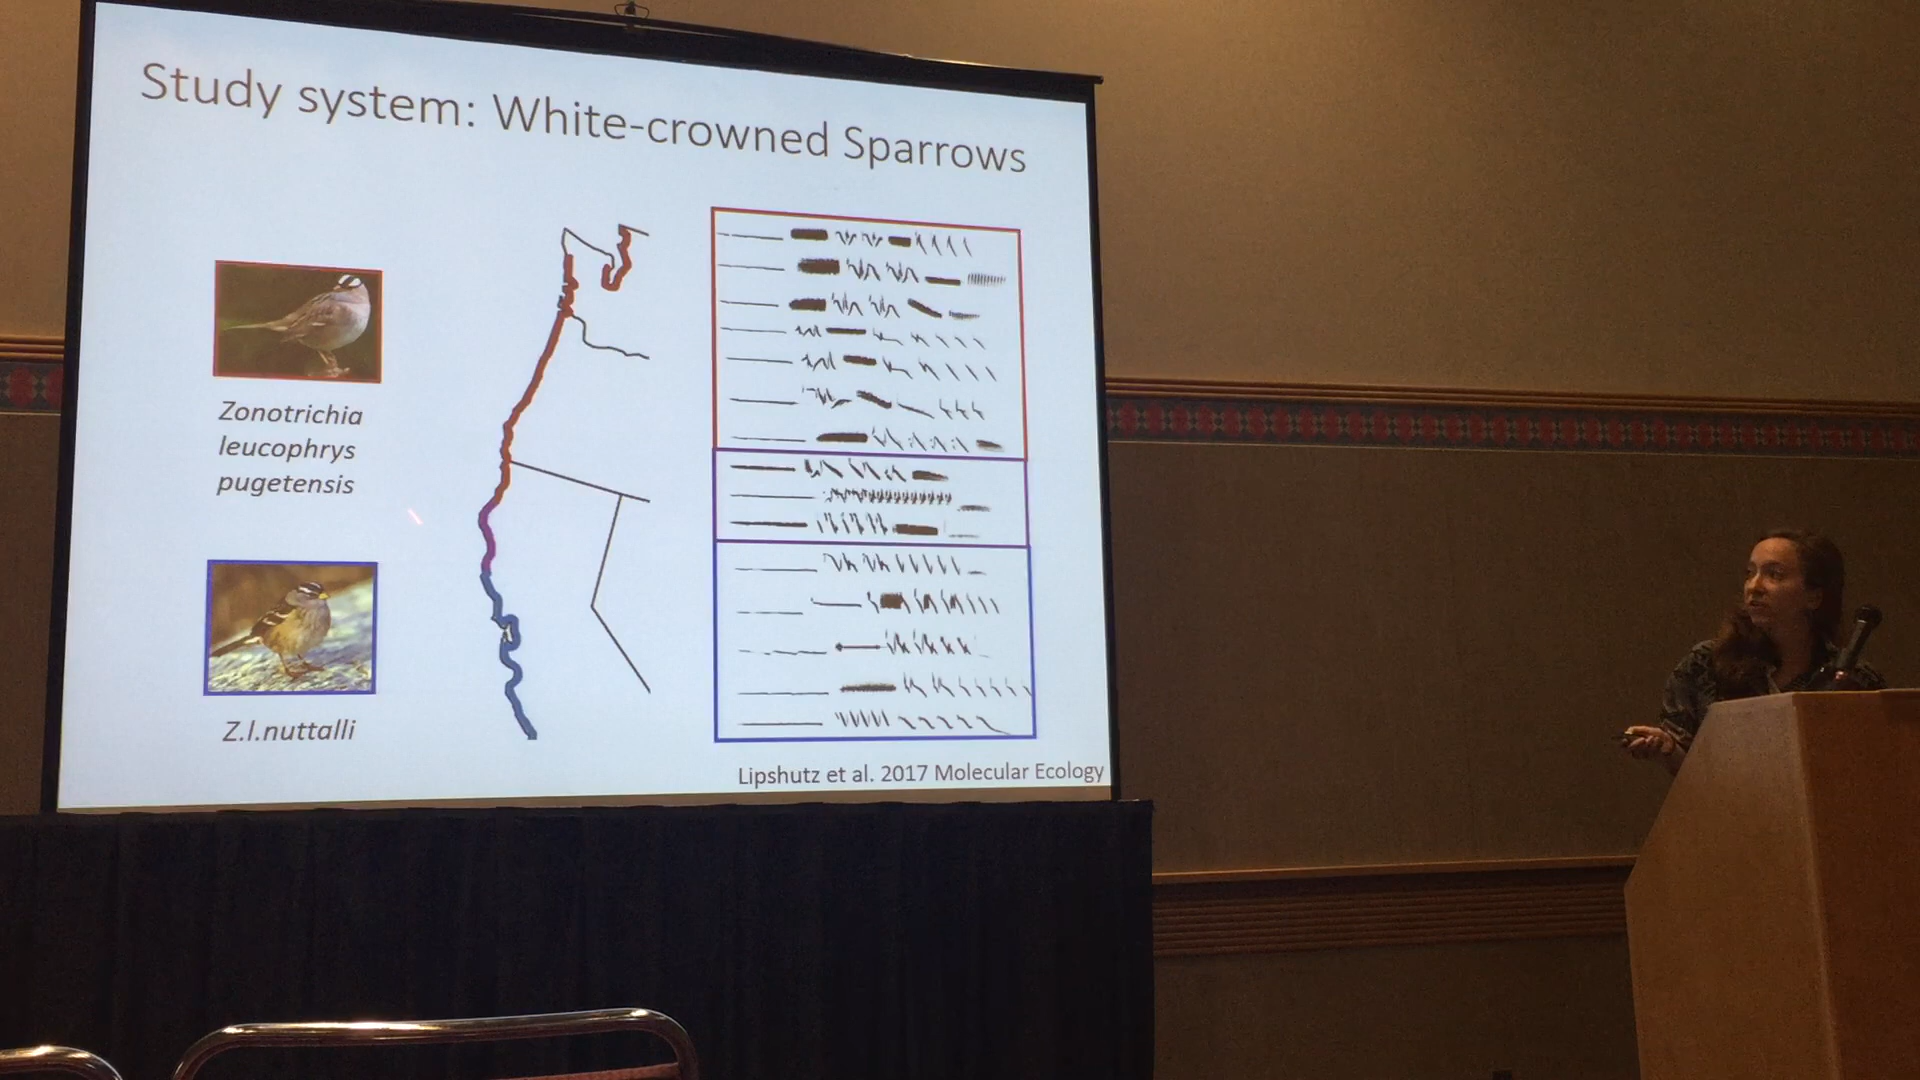 Study system: White-crowned Sparrows
Zonotrichia
leucophrys
pugetensis
Z.l.nuttalli
Lipshutz et al. 2017 Molecular Ecology